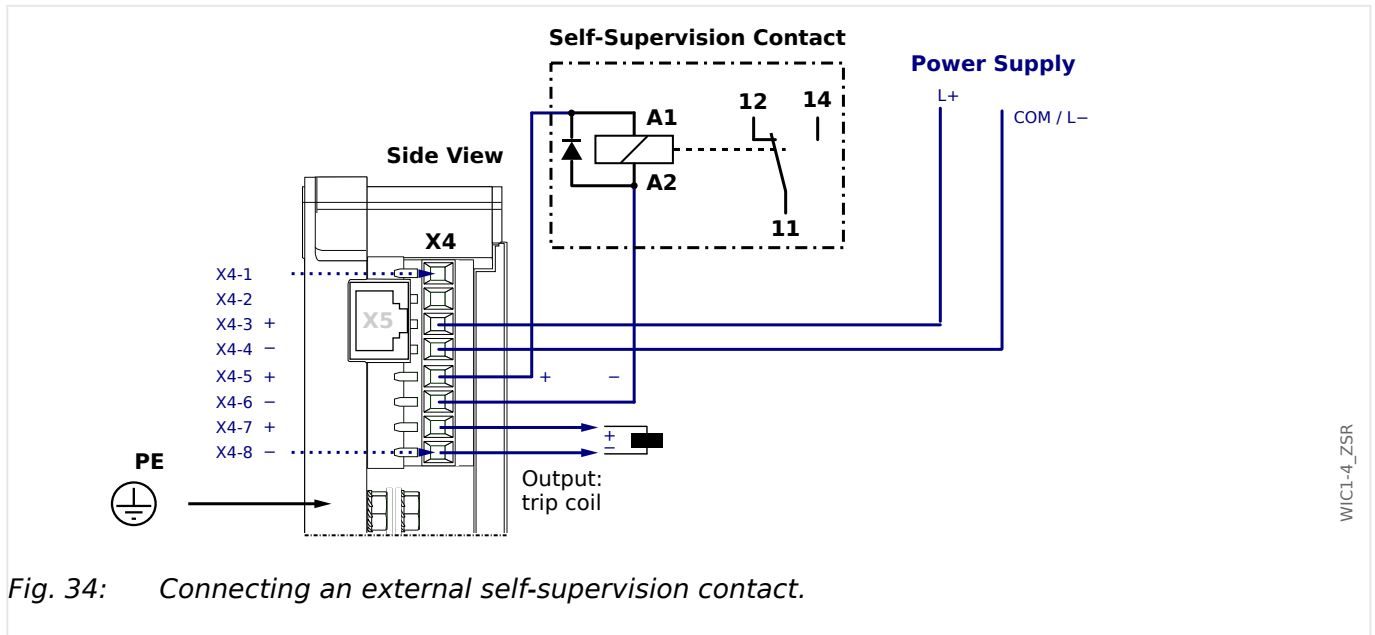 Self-Supervision Contact
Power Supply
L+
COM / L−
12
14
A1
A2
11
Side View
X4
X5
X4-1
X4-2
X4-3 +
X4-4 −
X4-5 +
X4-6 −
X4-7 +
X4-8 −
+ −
+
−
Output:
trip coil
PE
WIC1-4_ZSR
Fig. 34: Connecting an external self-supervision contact.